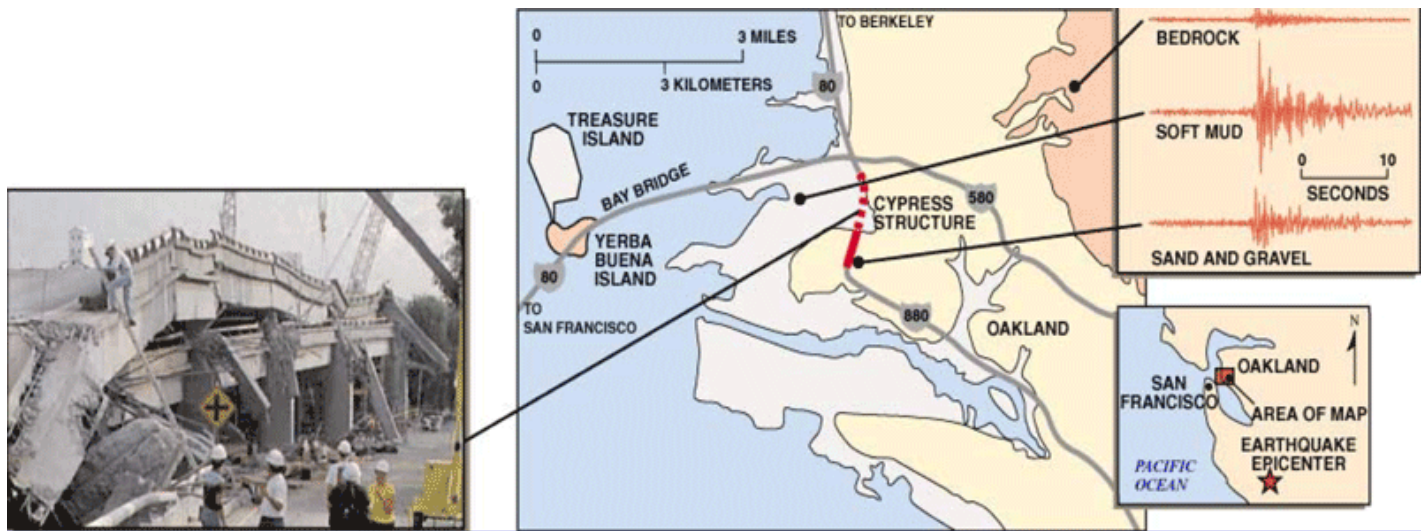 TO BERKELEY
0
3 MILES
0
3 KILOMETERS
80
TREASURE
ISLAND
BAY BRIDGE
YERBA
BUENA
ISLAND
80
TO
SAN FRANCISCO
CYPRESS
STRUCTURE
580
880
OAKLAND
BEDROCK
SOFT MUD
0
10
SECONDS
SAND AND GRAVEL
N
OAKLAND
SAN
FRANCISCO
AREA OF MAP
EARTHQUAKE
EPICENTER
PACIFIC
OCEAN